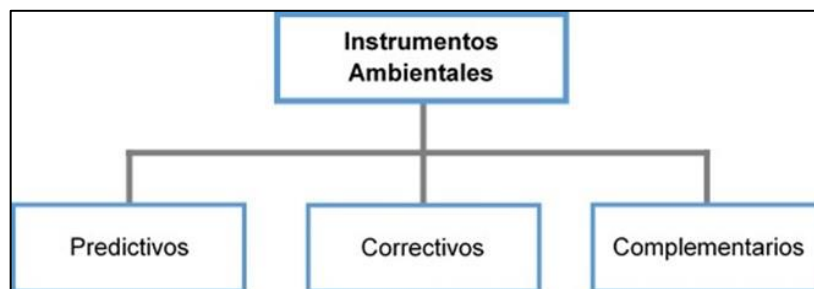 Instrumentos
Ambientales
Predictivos
Correctivos
Complementarios